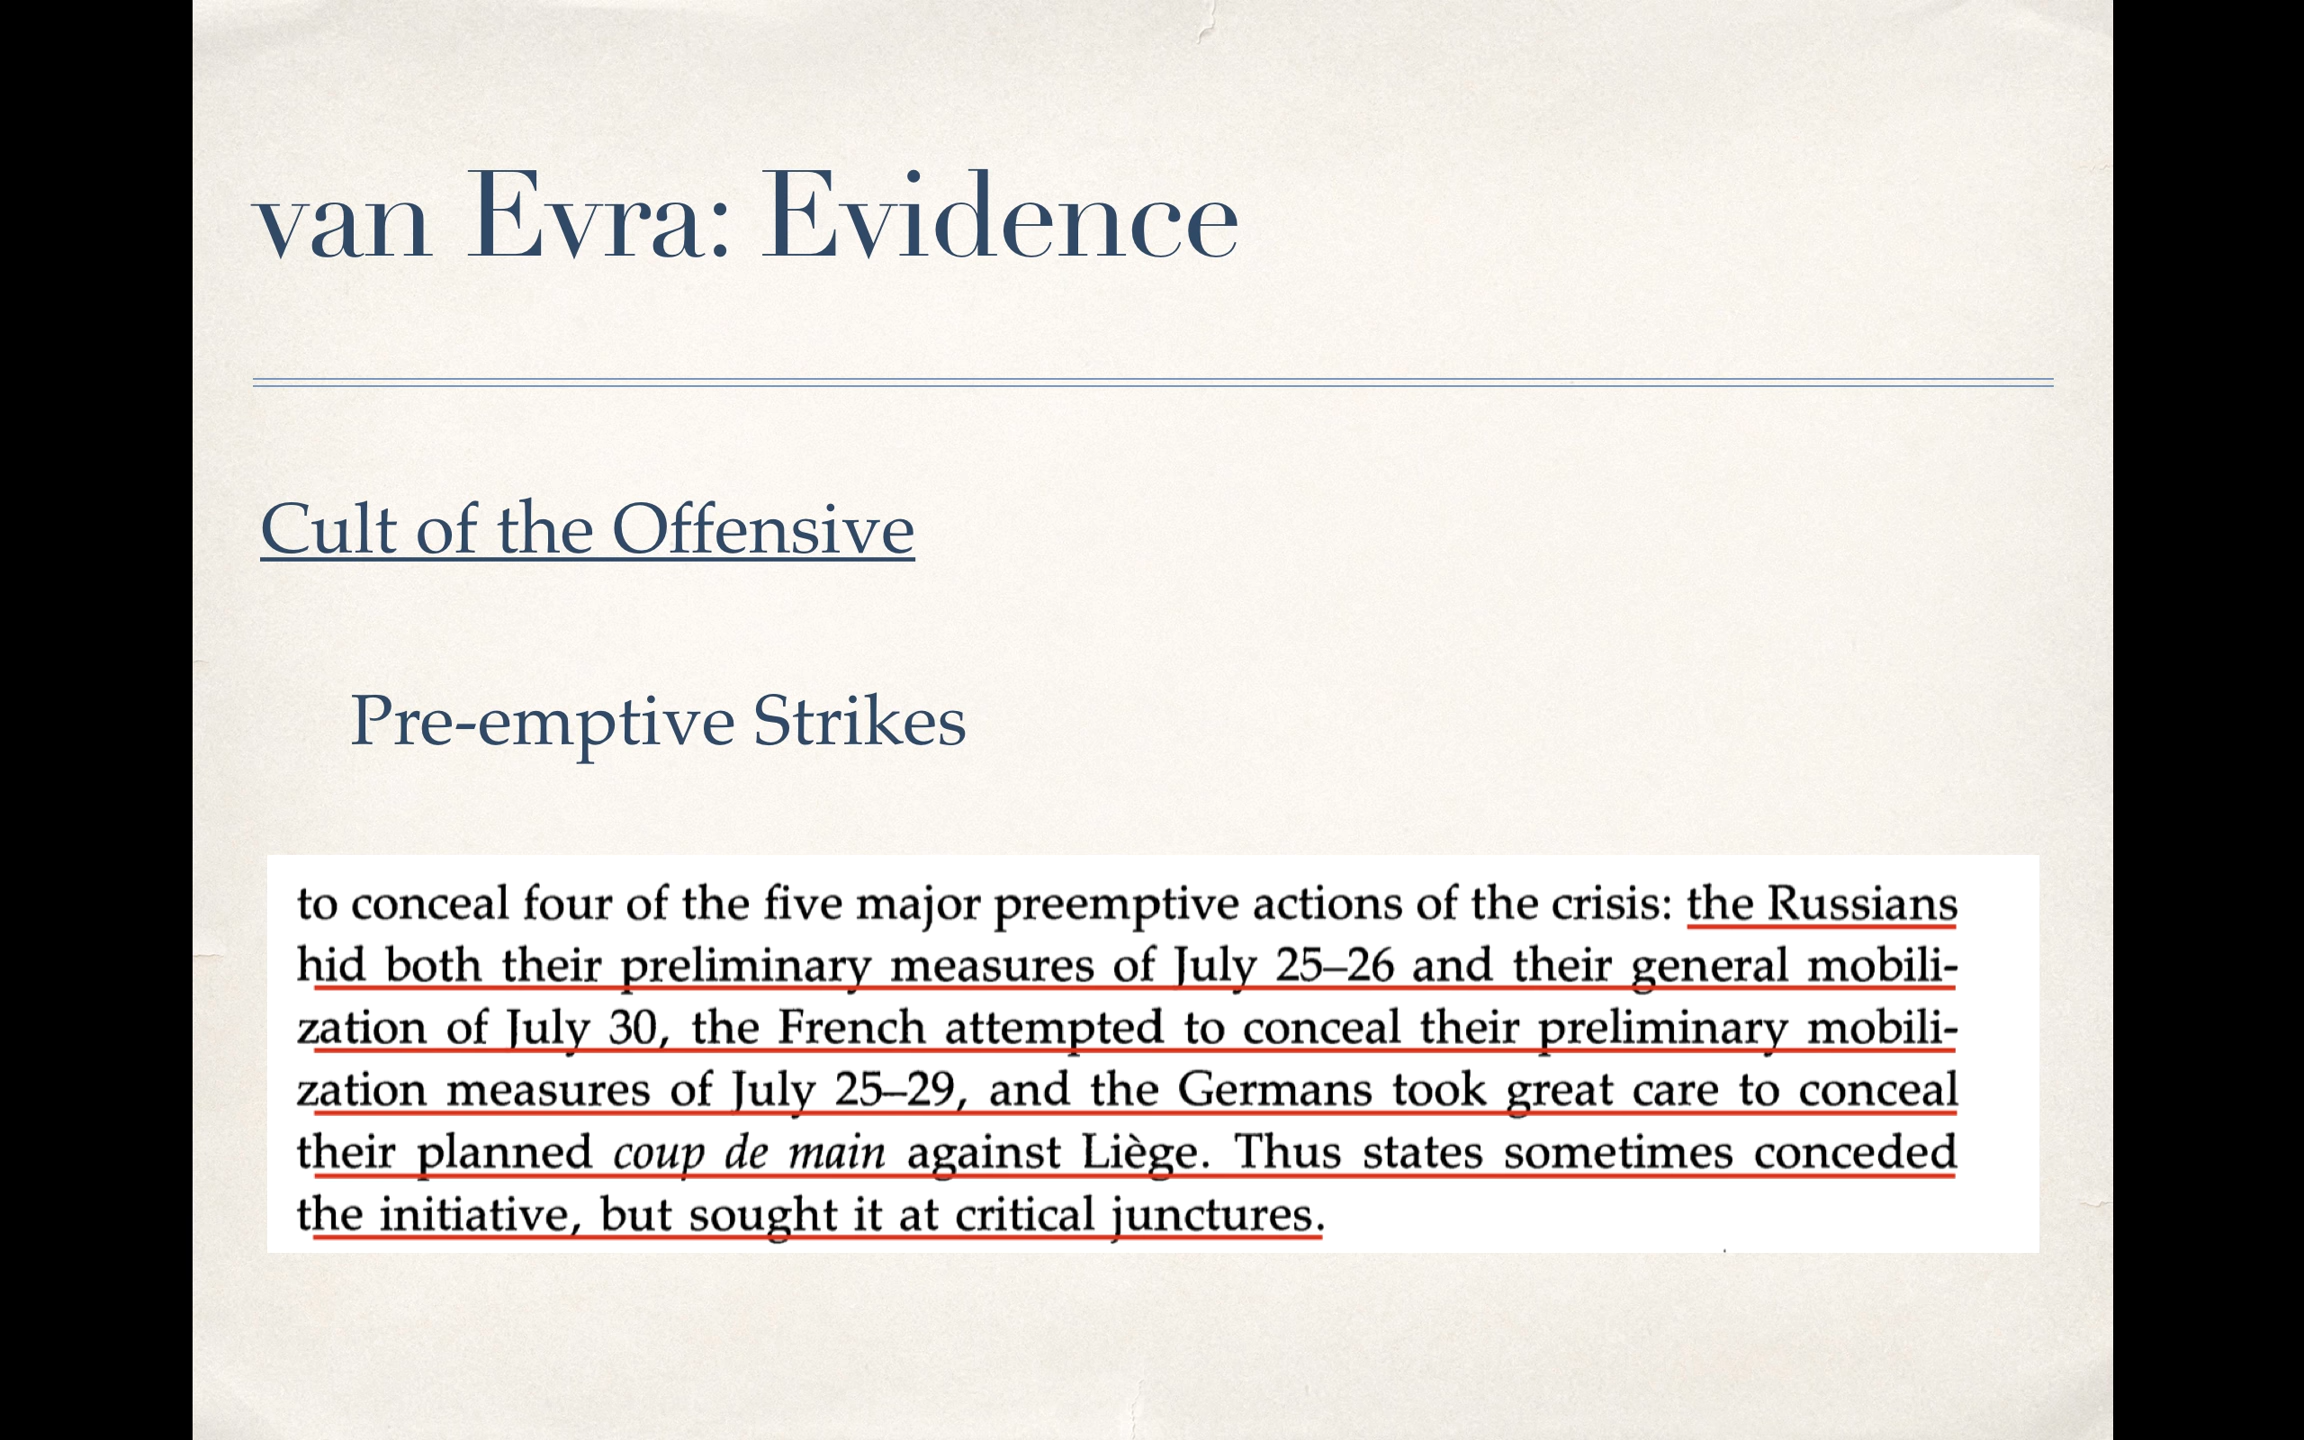 van Evra: Evidence
Cult of the Offensive
Pre-emptive Strikes
to conceal four of the five major preemptive actions of the crisis: the Russians
hid both their preliminary measures of July 25–26 and their general mobili-
zation of July 30, the French attempted to conceal their preliminary mobili-
zation measures of July 25–29, and the Germans took great care to conceal
their planned coup de main against Liège. Thus states sometimes conceded
the initiative, but sought it at critical junctures.